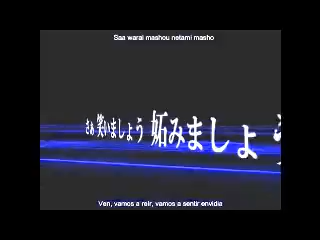 Saa warai mashou netami masho
さぁ笑いましょう 妬みましょ
Ven, vamos a reír, vamos a sentir envidia